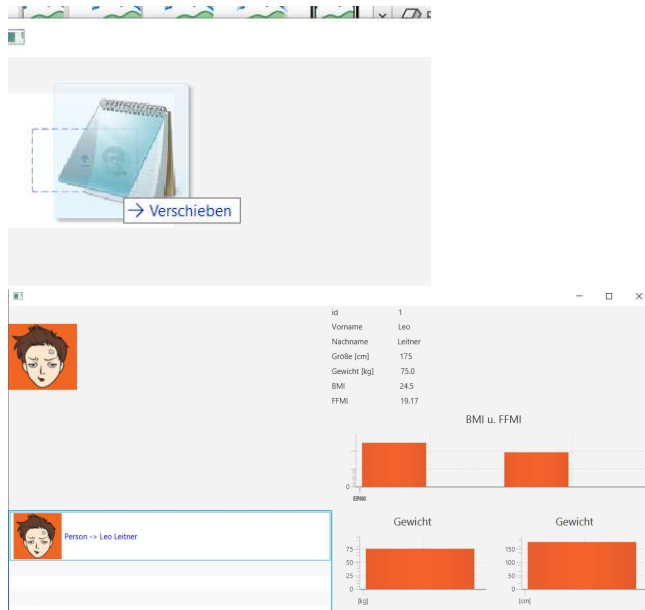 → Verschieben
id 1
Vorname Leo
Nachname Leitner
Größe [cm] 175
Gewicht [kg] 75.0
BMI 24.5
FFMI 19.17
BMI u. FFMI
0
Person -> Leo Leitner
Gewicht
75
50
25
0
[kg]
Gewicht
150
100
50
0
[cm]